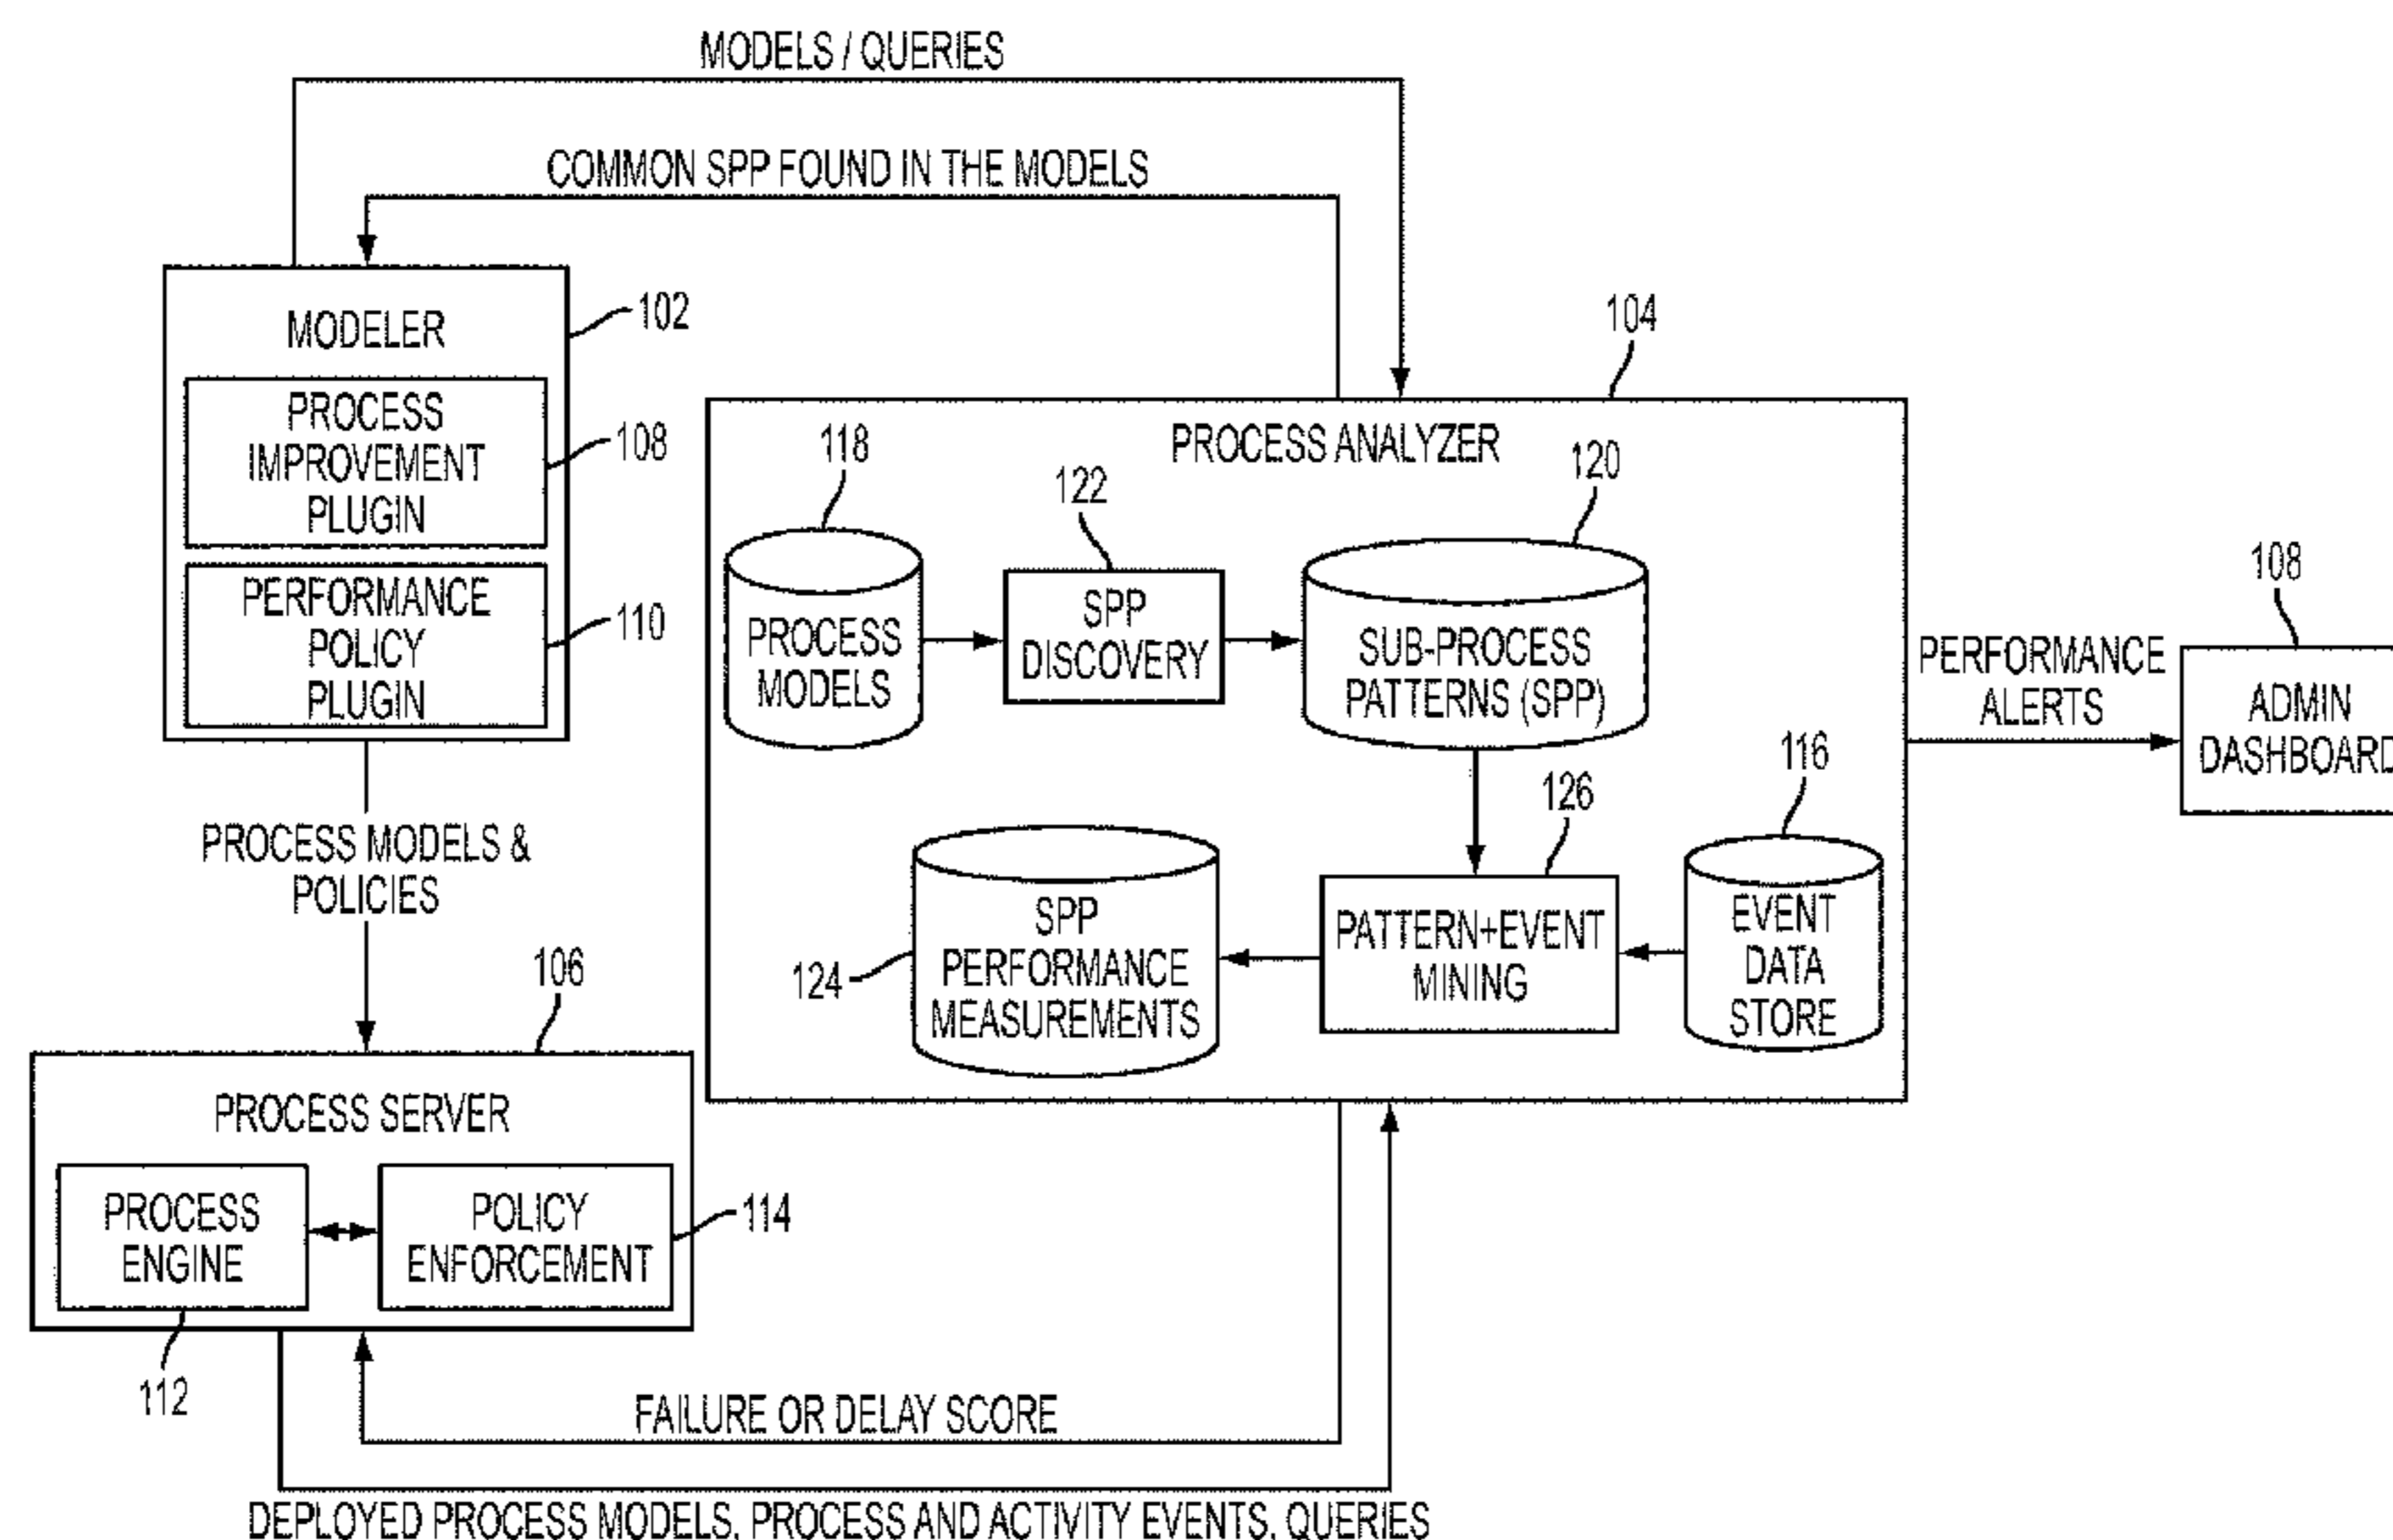 MODELS / QUERIES
COMMON SPP FOUND IN THE MODELS
MODELER
102
PROCESS
IMPROVEMENT
PLUGIN
108
PERFORMANCE
POLICY
PLUGIN
110
PROCESS MODELS &
POLICIES
106
PROCESS SERVER
PROCESS
ENGINE
POLICY
ENFORCEMENT
114
112
104
PROCESS ANALYZER
118
PROCESS
MODELS
122
SPP
DISCOVERY
120
SUB-PROCESS
PATTERNS (SPP)
126
PATTERN+EVENT
MINING
116
EVENT
DATA
STORE
SPP
PERFORMANCE
MEASUREMENTS
124
PERFORMANCE
ALERTS
108
ADMIN
DASHBOARD
FAILURE OR DELAY SCORE
DEPLOYED PROCESS MODELS, PROCESS AND ACTIVITY EVENTS, QUERIES